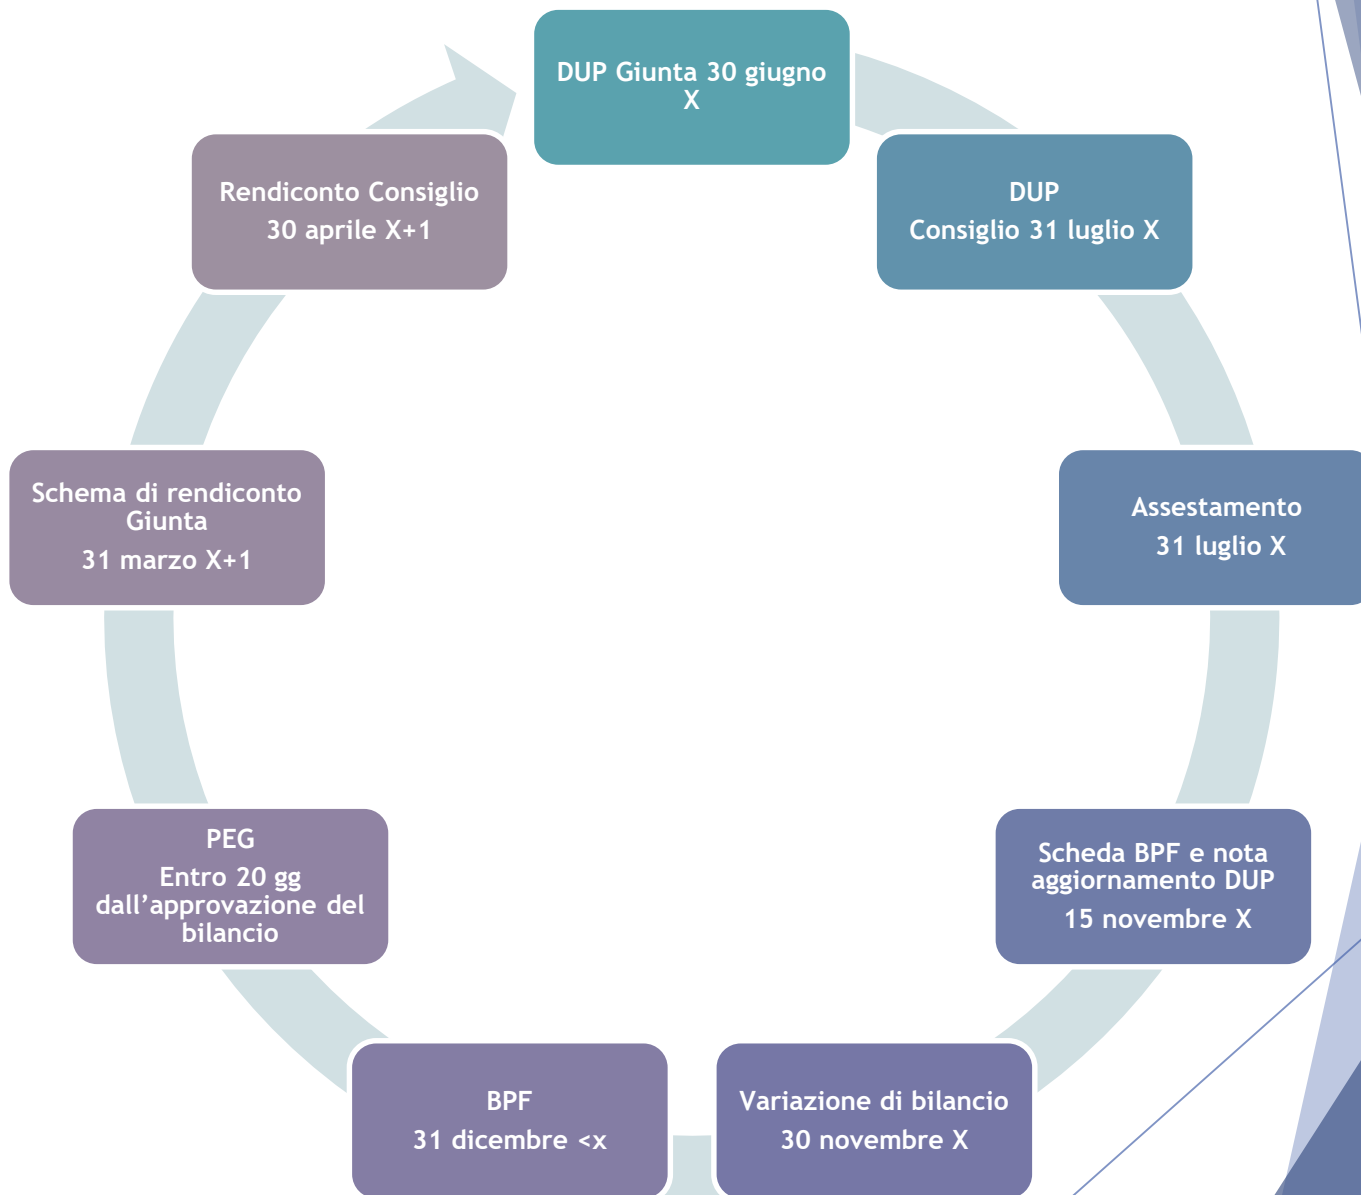 DUP Giunta 30 giugno
X
DUP
Consiglio 31 luglio X
Assestamento
31 luglio X
Scheda BPF e nota
aggiornamento DUP
15 novembre X
Variazione di bilancio
30 novembre X
BPF
31 dicembre <x
PEG
Entro 20 gg
dall’approvazione del
bilancio
Schema di rendiconto
Giunta
31 marzo X+1
Rendiconto Consiglio
30 aprile X+1